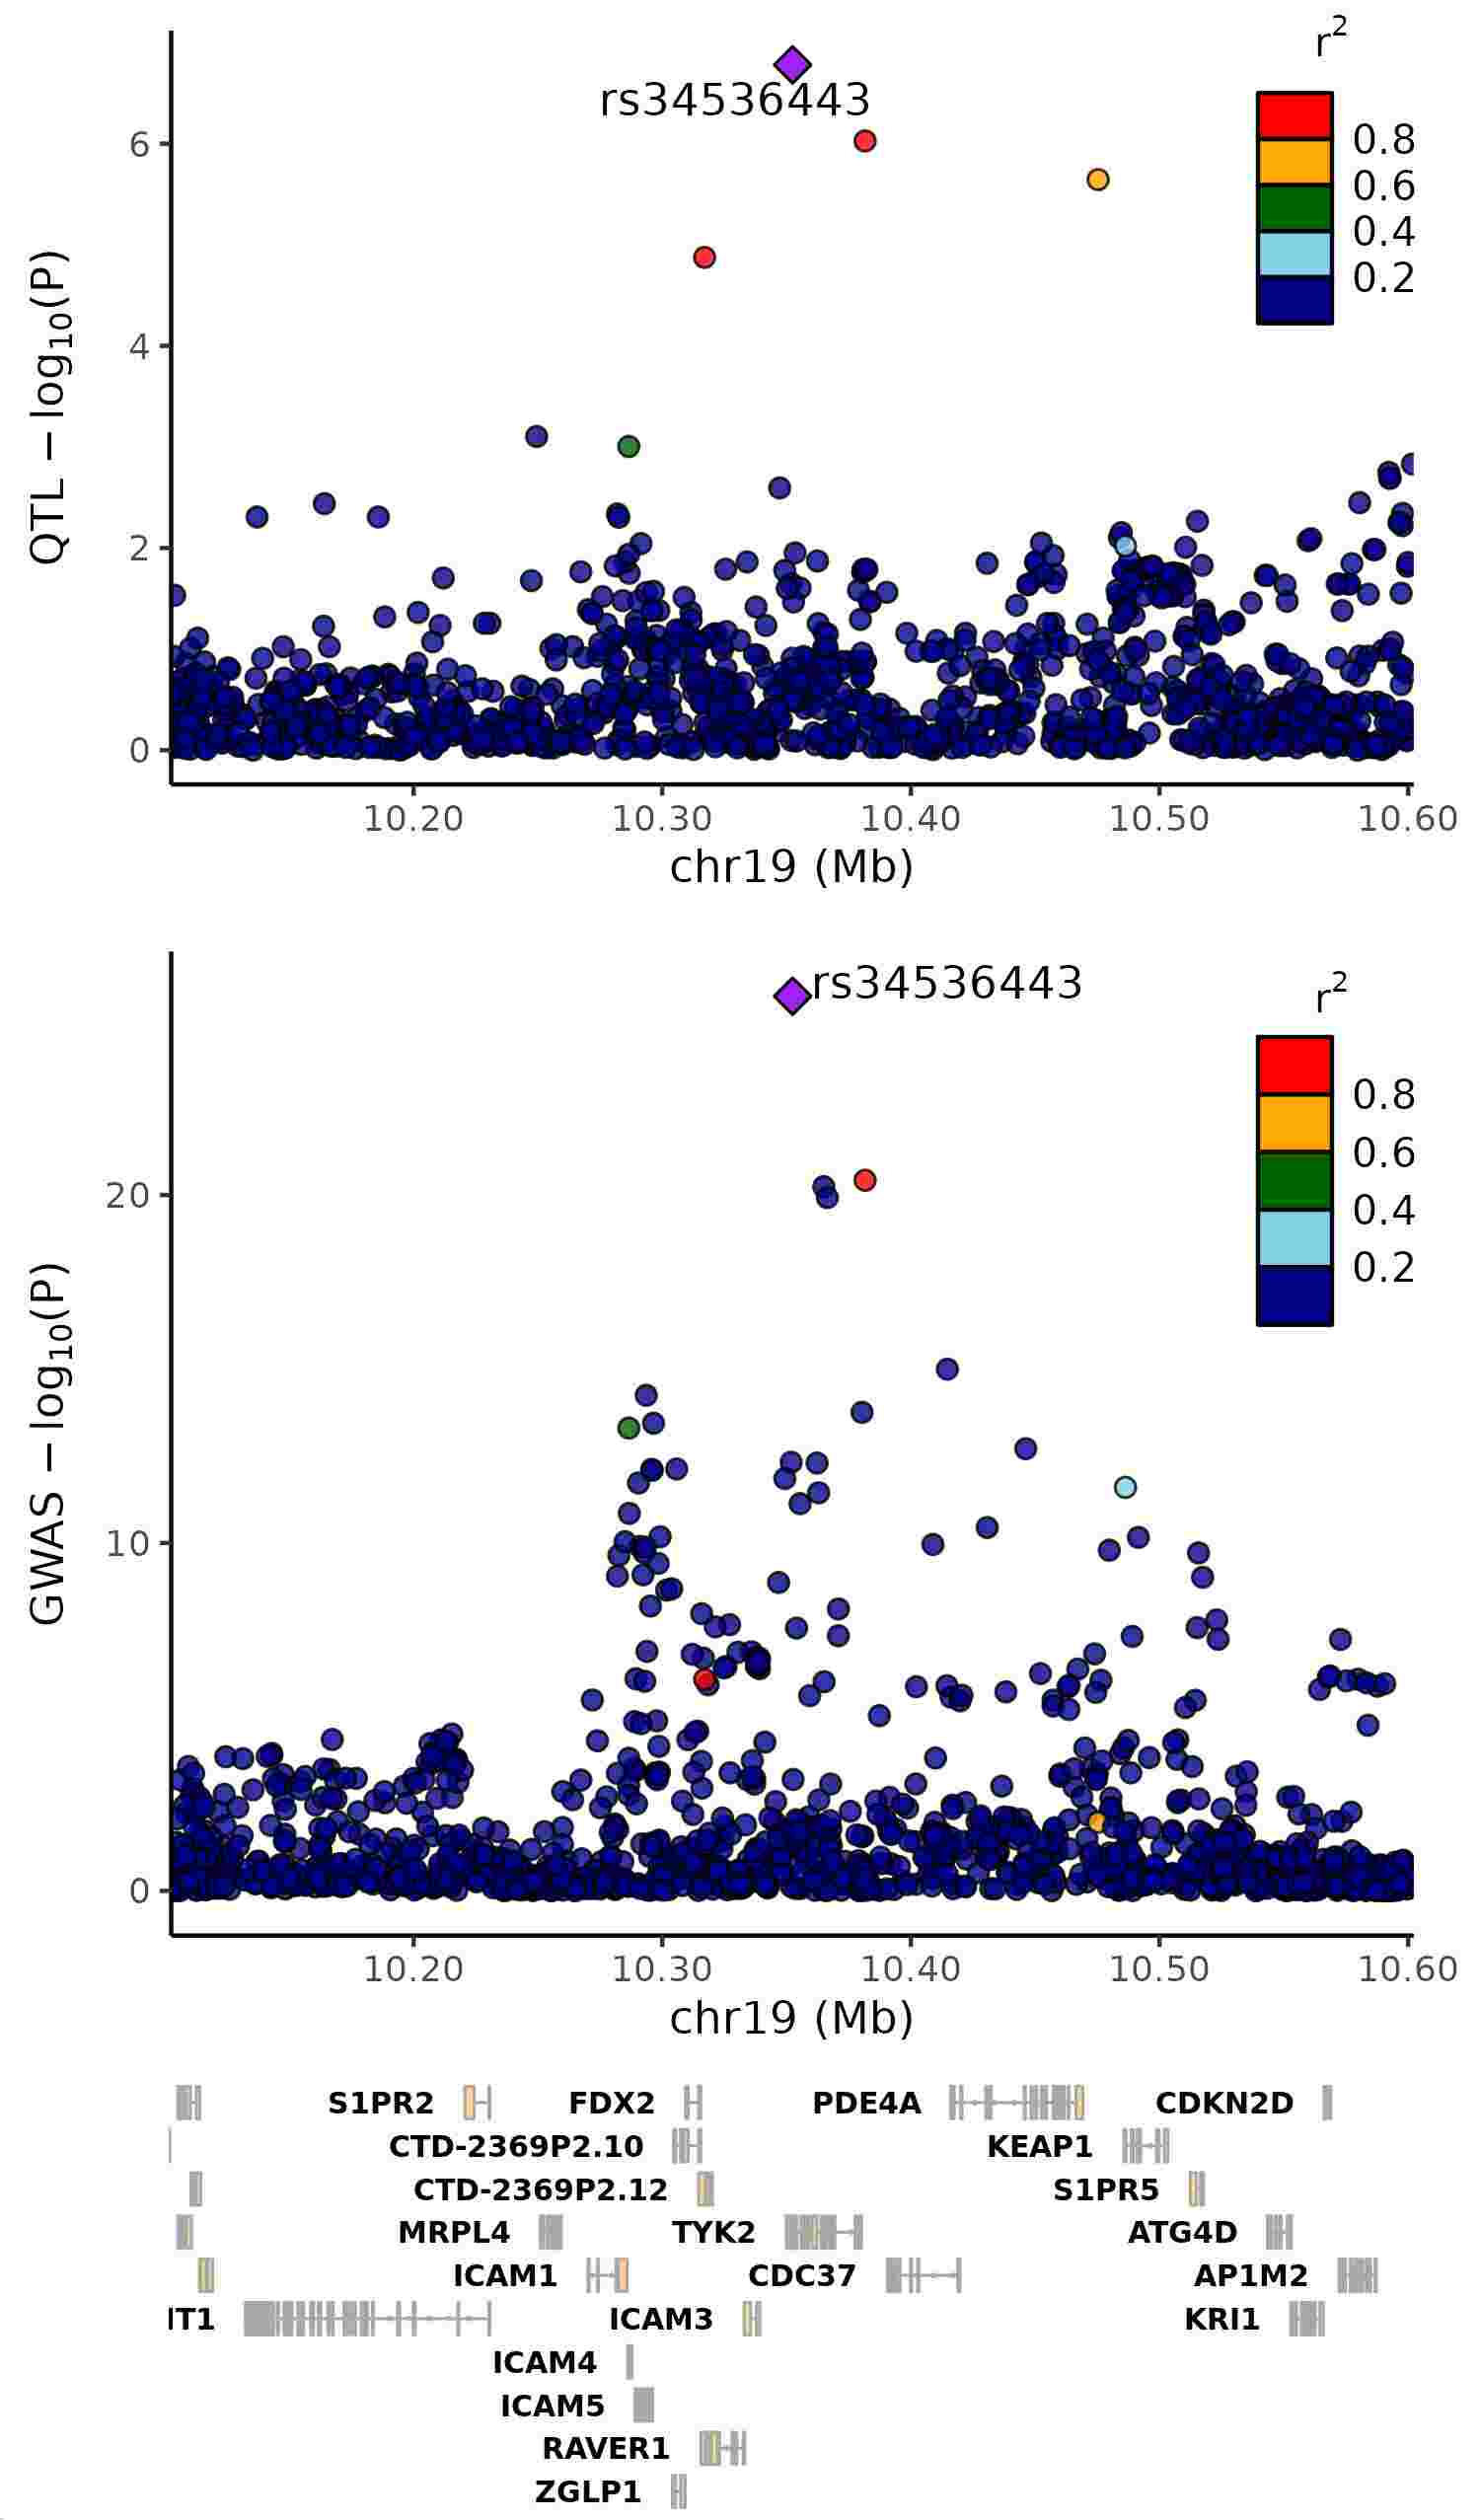 r2
rs34536443
0.8
0.6
0.4
0.2
6
4
2
0
QTL −log10(P)
10.20 10.30 10.40 10.50 10.60
chr19 (Mb)
rs34536443
r2
0.8
0.6
0.4
0.2
20
10
0
GWAS −log10(P)
10.20 10.30 10.40 10.50 10.60
chr19 (Mb)
S1PR2 FDX2 PDE4A CDKN2D
CTD-2369P2.10 KEAP1
CTD-2369P2.12 S1PR5
MRPL4 TYK2 ATG4D
ICAM1 CDC37 AP1M2
IT1 ICAM3 KRI1
ICAM4
ICAM5
RAVER1
ZGLP1